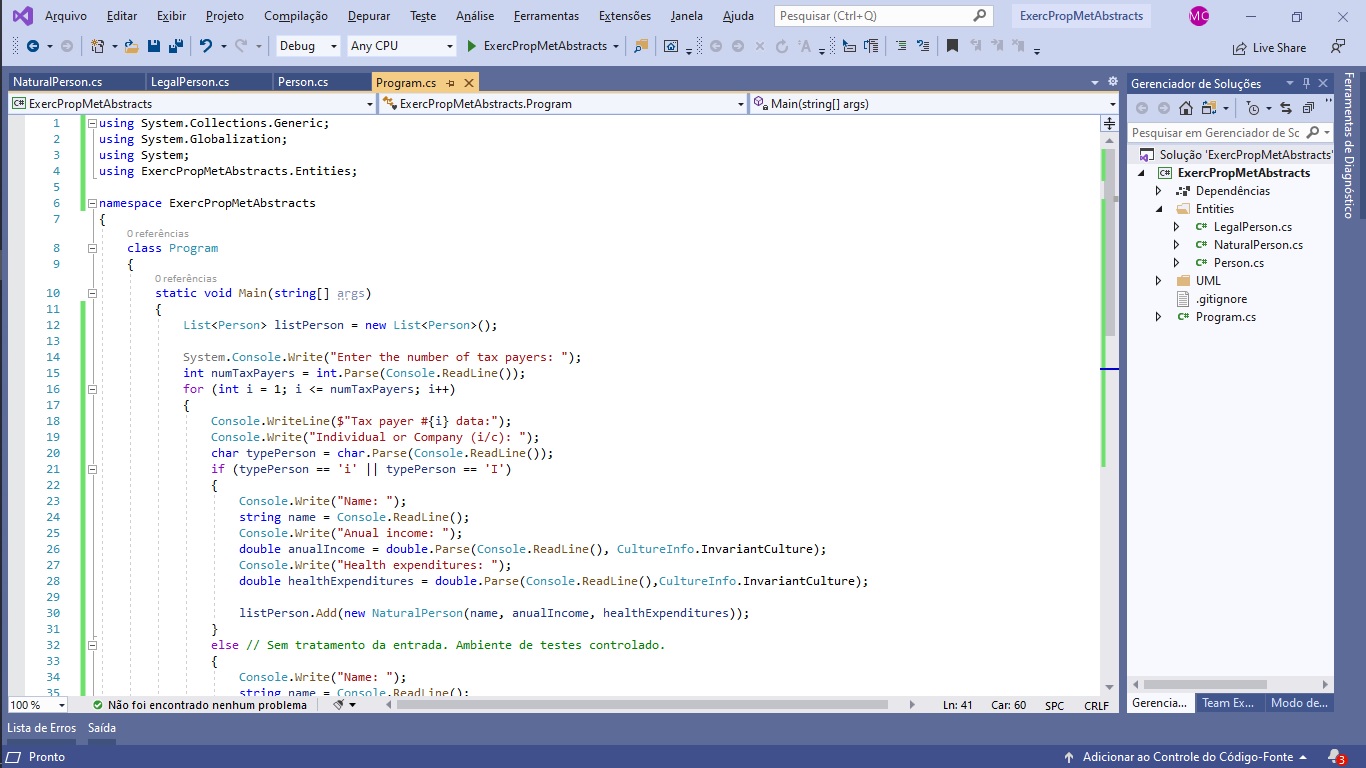 Arquivo Editar Exibir Projeto Compilação Depurar Teste Análise Ferramentas Extensões Janela Ajuda Pesquisar (Ctrl+Q) ExercPropMetAbstracts MC
Debug Any CPU ExercPropMetAbstracts Live Share
NaturalPerson.cs LegalPerson.cs Person.cs Program.cs
ExercPropMetAbstracts ExercPropMetAbstracts.Program Main(string[] args)
1 using System.Collections.Generic;
2 using System.Globalization;
3 using System;
4 using ExercPropMetAbstracts.Entities;
5
6 namespace ExercPropMetAbstracts
7 {
0 referências
8 class Program
9 {
0 referências
10 static void Main(string[] args)
11 {
12 List<Person> listPerson = new List<Person>();
13
14 System.Console.Write("Enter the number of tax payers: ");
15 int numTaxPayers = int.Parse(Console.ReadLine());
16 for (int i = 1; i <= numTaxPayers; i++)
17 {
18 Console.WriteLine($"Tax payer #{i} data:");
19 Console.Write("Individual or Company (i/c): ");
20 char typePerson = char.Parse(Console.ReadLine());
21 if (typePerson == 'i' || typePerson == 'I')
22 {
23 Console.Write("Name: ");
24 string name = Console.ReadLine();
25 Console.Write("Anual income: ");
26 double anualIncome = double.Parse(Console.ReadLine(), CultureInfo.InvariantCulture);
27 Console.Write("Health expenditures: ");
28 double healthExpenditures = double.Parse(Console.ReadLine(),CultureInfo.InvariantCulture);
29
30 listPerson.Add(new NaturalPerson(name, anualIncome, healthExpenditures));
31 }
32 else // Sem tratamento da entrada. Ambiente de testes controlado.
33 {
34 Console.Write("Name: ");
35 string name = Console.ReadLine();
100 % Não foi encontrado nenhum problema Ln: 41 Car: 60 SPC CRLF
Lista de Erros Saída
Pronto Adicionar ao Controle do Código-Fonte 3
Gerenciador de Soluções
Pesquisar em Gerenciador de Sc
Solução 'ExercPropMetAbstracts'
ExercPropMetAbstracts
Dependências
Entities
LegalPerson.cs
NaturalPerson.cs
Person.cs
UML
.gitignore
Program.cs
Gerencia... Team Ex... Modo de...
Ferramentas de Diagnóstico